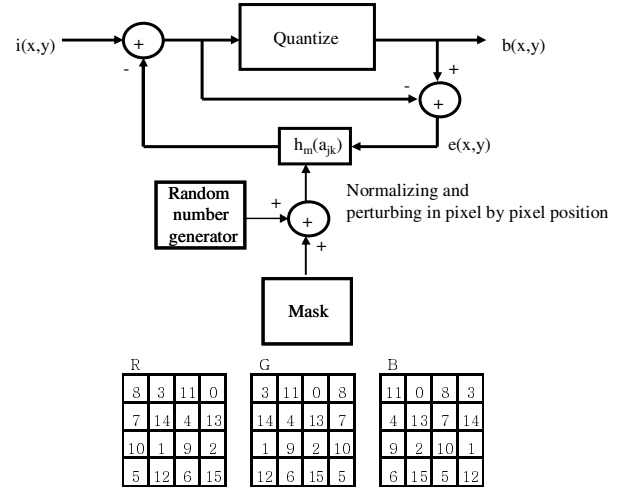 i(x,y)
+
Quantize
b(x,y)
-
-
+
+
h_m(a_jk)
e(x,y)
Random
number
generator
+
+
+
Normalizing and
perturbing in pixel by pixel position
Mask
R
8 3 11 0
7 14 4 13
10 1 9 2
5 12 6 15
G
3 11 0 8
14 4 13 7
1 9 2 10
12 6 15 5
B
11 0 8 3
4 13 7 14
9 2 10 1
6 15 5 12